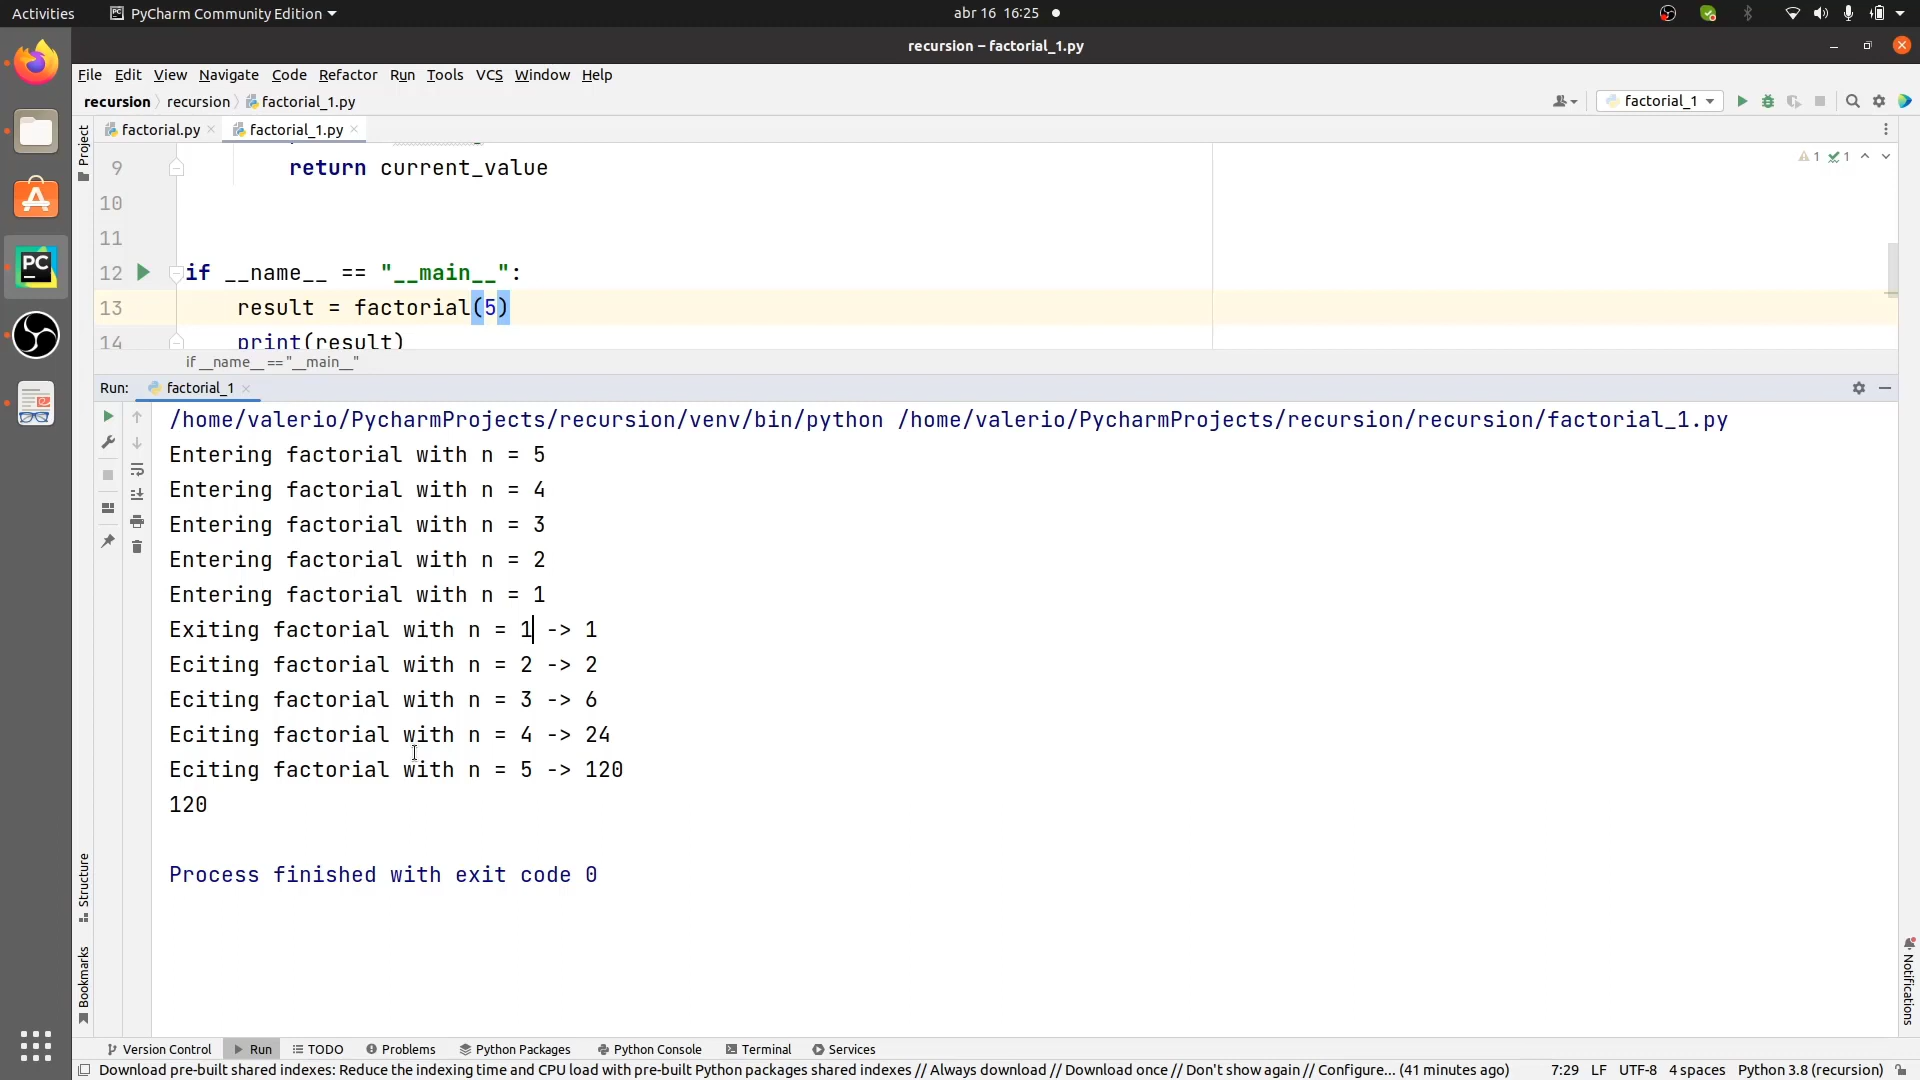 Activities PyCharm Community Edition abr 16 16:25
recursion – factorial_1.py
File Edit View Navigate Code Refactor Run Tools VCS Window Help
recursion recursion factorial_1.py factorial_1
factorial.py factorial_1.py
Project
9 return current_value
1 1
10
11
12 if __name__ == "__main__":
13 result = factorial(5)
14 print(result)
if __name__ == "__main__"
Run: factorial_1
/home/valerio/PycharmProjects/recursion/venv/bin/python /home/valerio/PycharmProjects/recursion/recursion/factorial_1.py
Entering factorial with n = 5
Entering factorial with n = 4
Entering factorial with n = 3
Entering factorial with n = 2
Entering factorial with n = 1
Exiting factorial with n = 1 -> 1
Eciting factorial with n = 2 -> 2
Eciting factorial with n = 3 -> 6
Eciting factorial with n = 4 -> 24
Eciting factorial with n = 5 -> 120
120
Process finished with exit code 0
Structure
Bookmarks
Notifications
Version Control Run TODO Problems Python Packages Python Console Terminal Services
Download pre-built shared indexes: Reduce the indexing time and CPU load with pre-built Python packages shared indexes // Always download // Download once // Don't show again // Configure... (41 minutes ago) 7:29 LF UTF-8 4 spaces Python 3.8 (recursion)